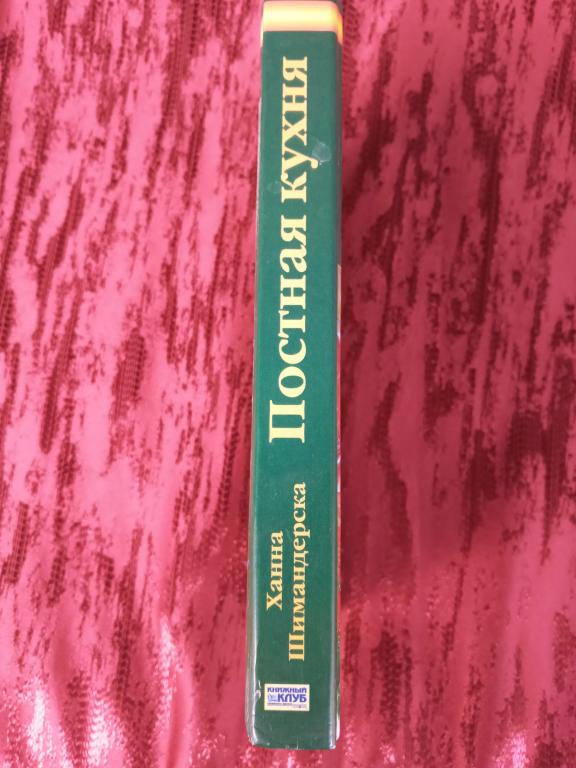 Ханна
Шимандерска
Постная кухня
КНИЖНЫЙ
КЛУБ